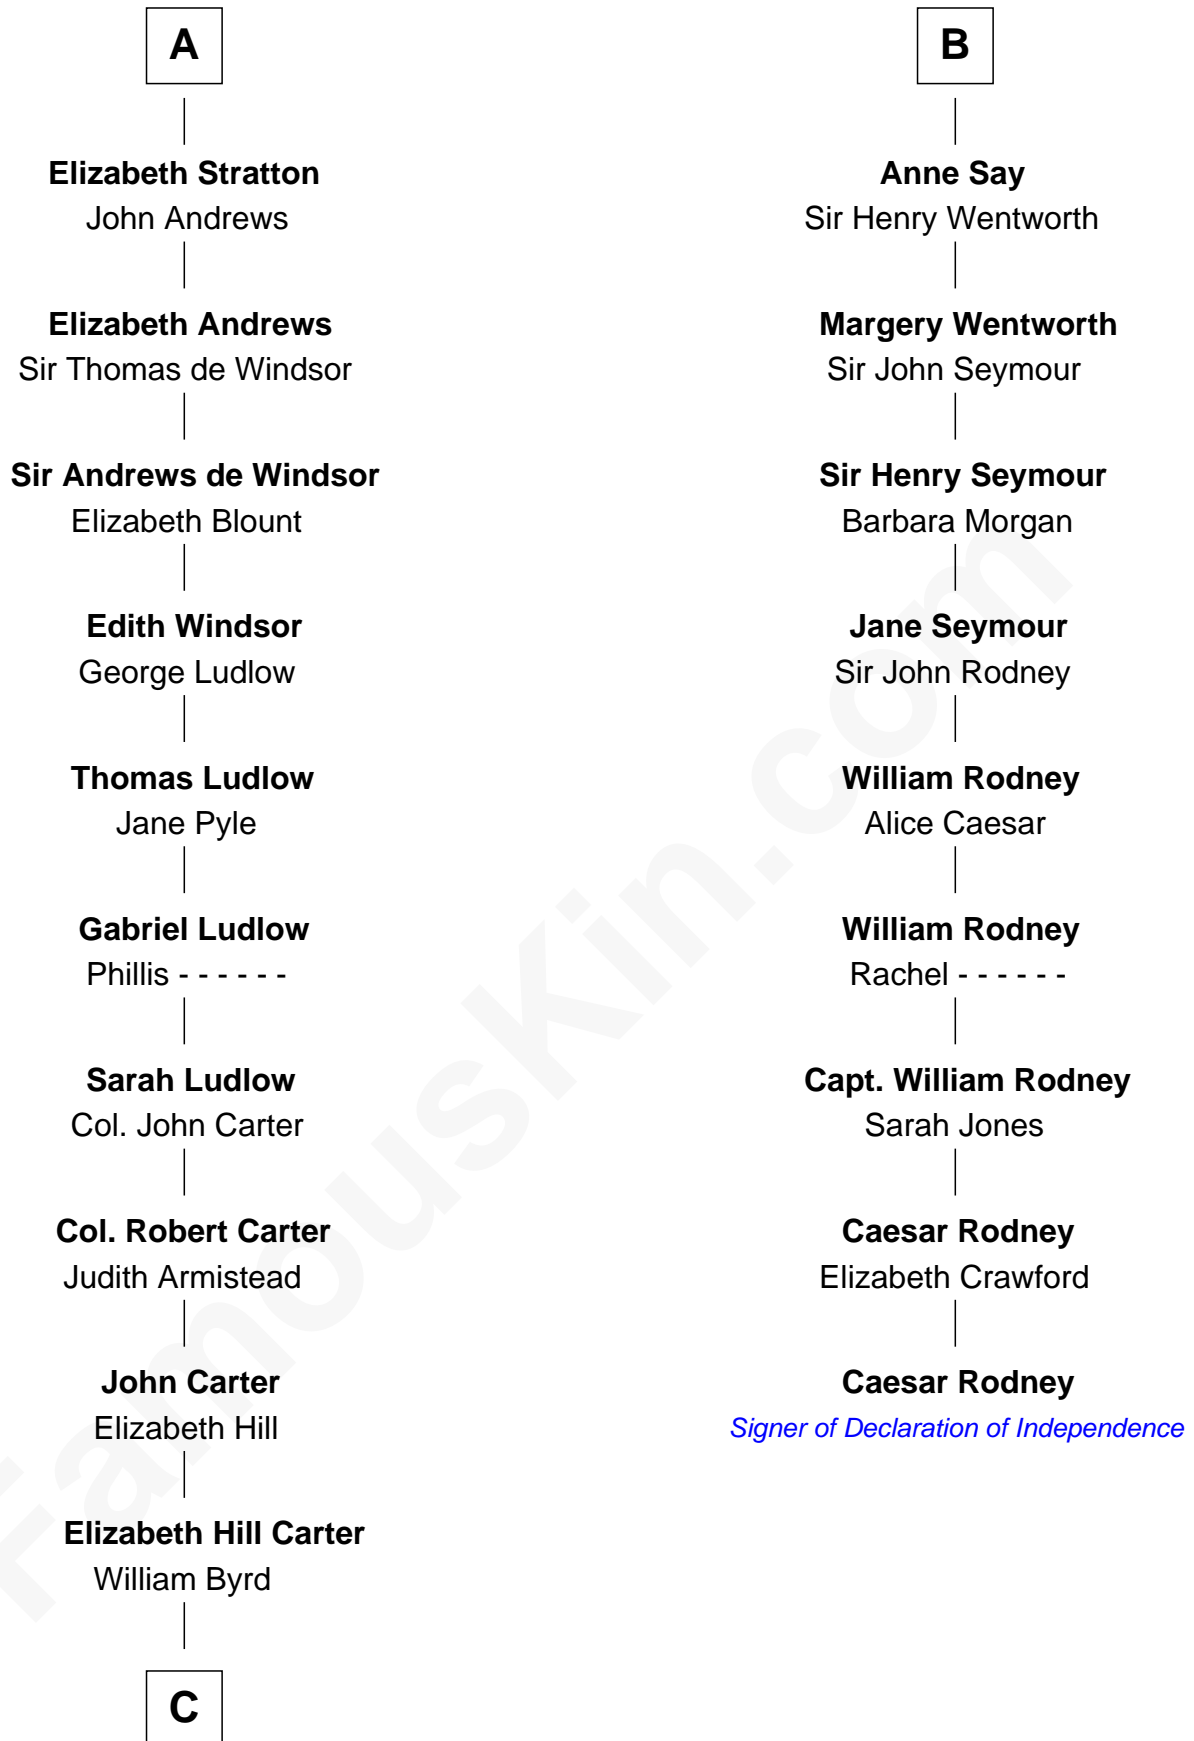 A
Elizabeth Stratton
John Andrews
Elizabeth Andrews
Sir Thomas de Windsor
Sir Andrews de Windsor
Elizabeth Blount
Edith Windsor
George Ludlow
Thomas Ludlow
Jane Pyle
Gabriel Ludlow
Phillis - - - - - -
Sarah Ludlow
Col. John Carter
Col. Robert Carter
Judith Armistead
John Carter
Elizabeth Hill
Elizabeth Hill Carter
William Byrd
C
B
Anne Say
Sir Henry Wentworth
Margery Wentworth
Sir John Seymour
Sir Henry Seymour
Barbara Morgan
Jane Seymour
Sir John Rodney
William Rodney
Alice Caesar
William Rodney
Rachel - - - - - -
Capt. William Rodney
Sarah Jones
Caesar Rodney
Elizabeth Crawford
Caesar Rodney
Signer of Declaration of Independence
FamousKin.com